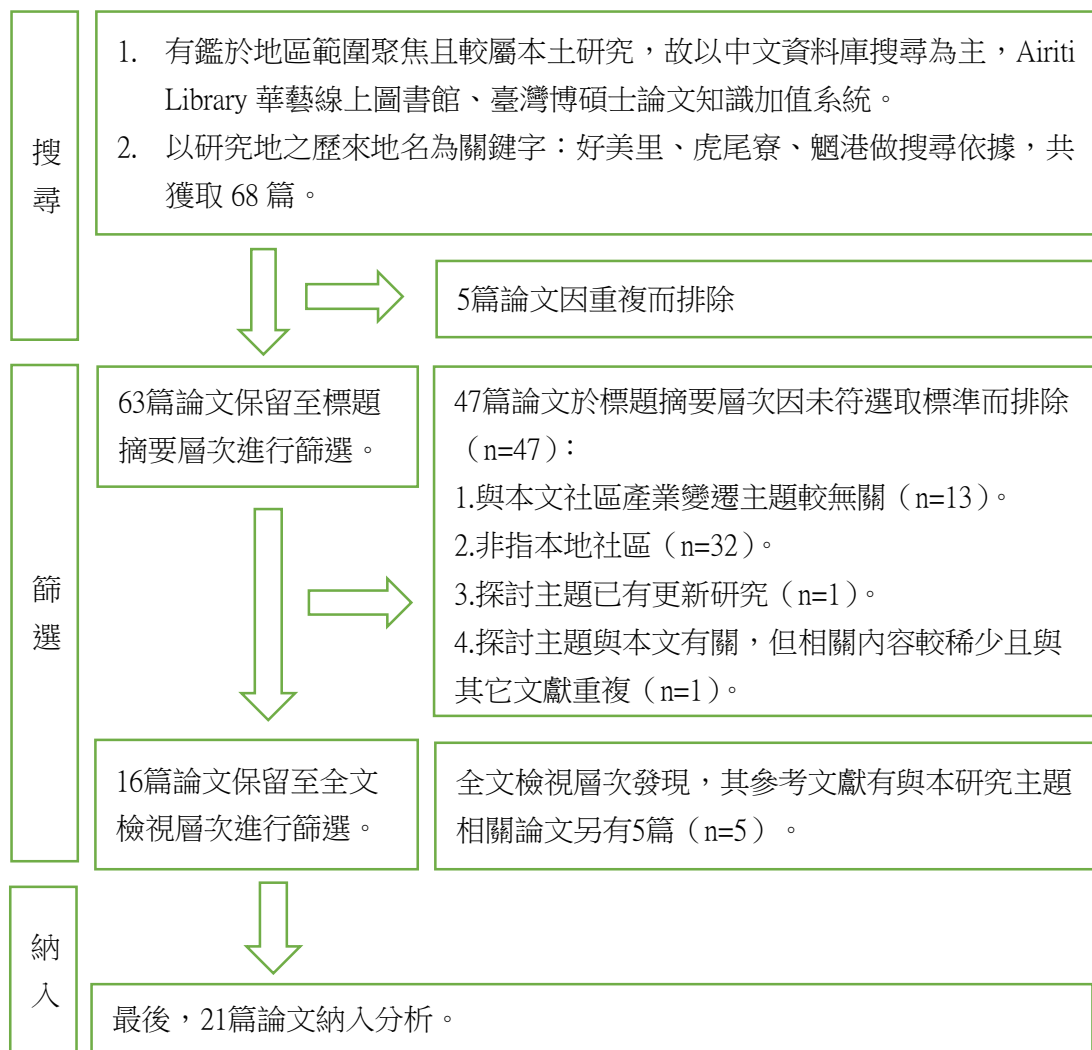 搜尋
1. 有鑑於地區範圍聚焦且較屬本土研究，故以中文資料庫搜尋為主，Airiti
Library 華藝線上圖書館、臺灣博碩士論文知識加值系統。
2. 以研究地之歷來地名為關鍵字：好美里、虎尾寮、魍港做搜尋依據，共
獲取 68 篇。
5篇論文因重複而排除
篩選
63篇論文保留至標題
摘要層次進行篩選。
47篇論文於標題摘要層次因未符選取標準而排除
（n=47）：
1.與本文社區產業變遷主題較無關（n=13）。
2.非指本地社區（n=32）。
3.探討主題已有更新研究（n=1）。
4.探討主題與本文有關，但相關內容較稀少且與
其它文獻重複（n=1）。
16篇論文保留至全文
檢視層次進行篩選。
全文檢視層次發現，其參考文獻有與本研究主題
相關論文另有5篇（n=5）。
納入
最後，21篇論文納入分析。